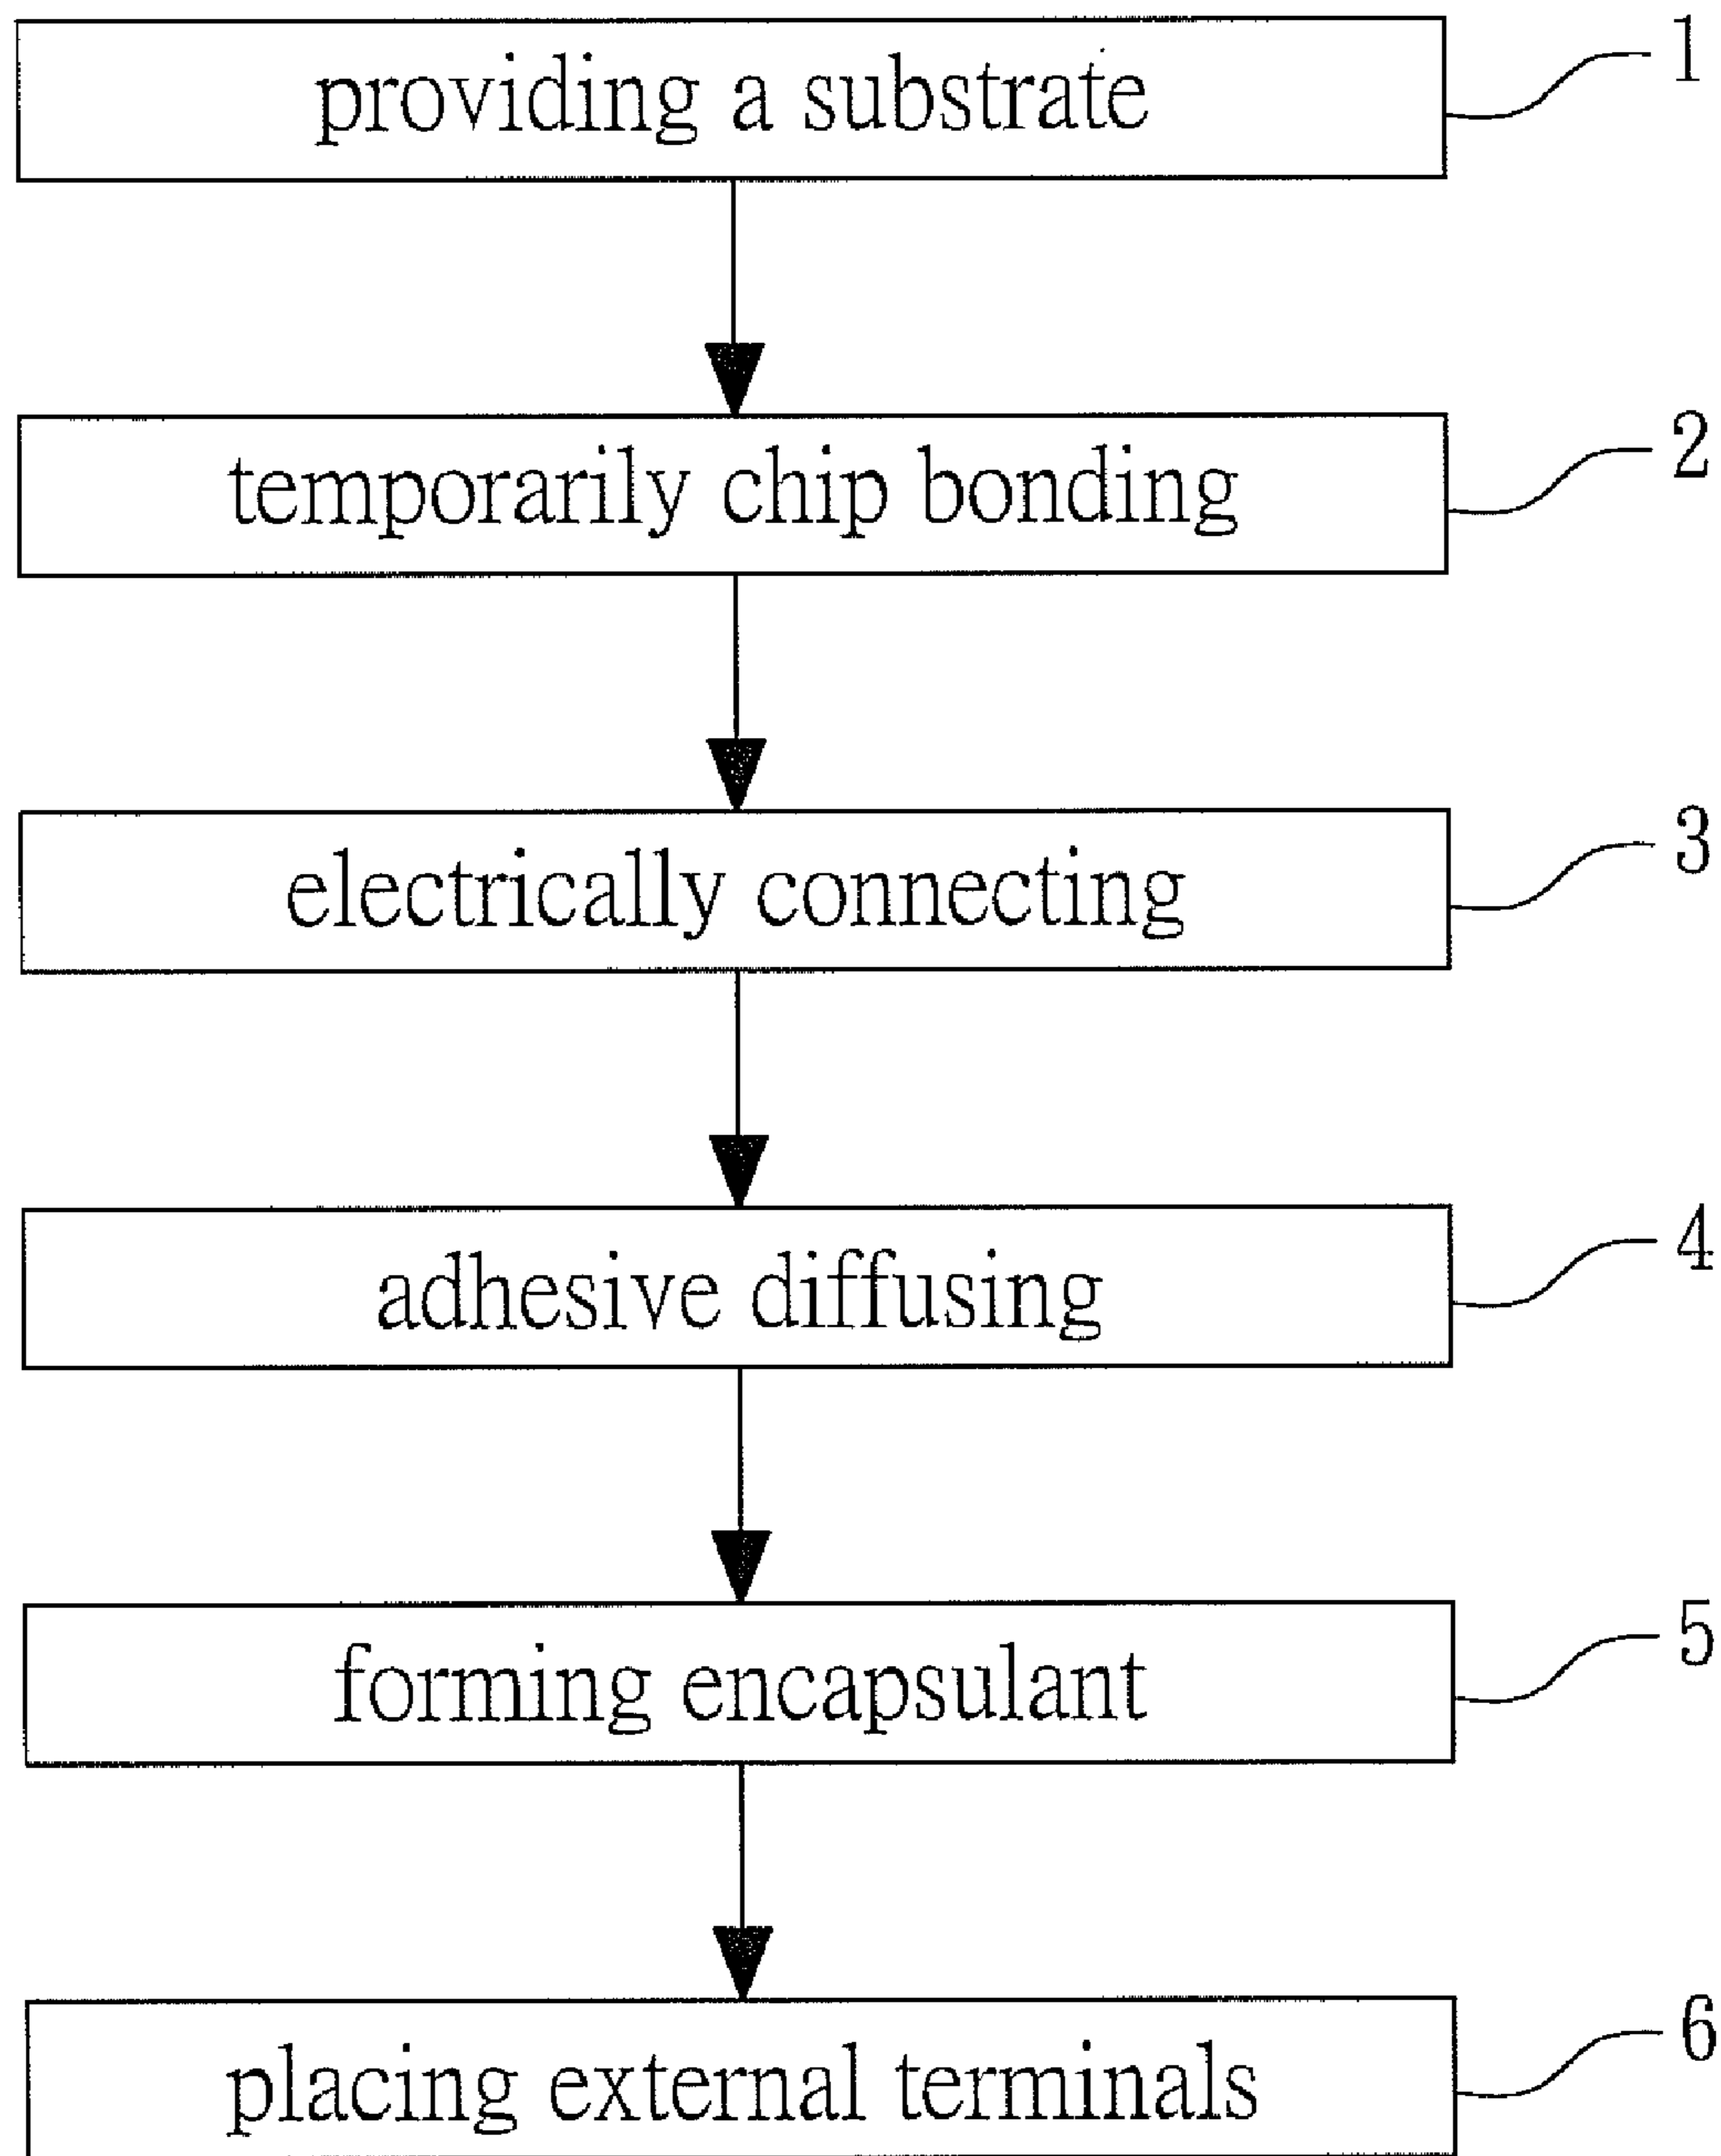 providing a substrate 1
temporarily chip bonding 2
electrically connecting 3
adhesive diffusing 4
forming encapsulant 5
placing external terminals 6